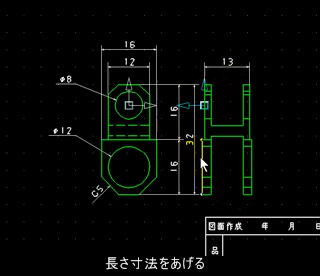 16
12
13
φ8
16
32
φ12
16
C5
図面作成 年 月 日
品
長さ寸法をあげる